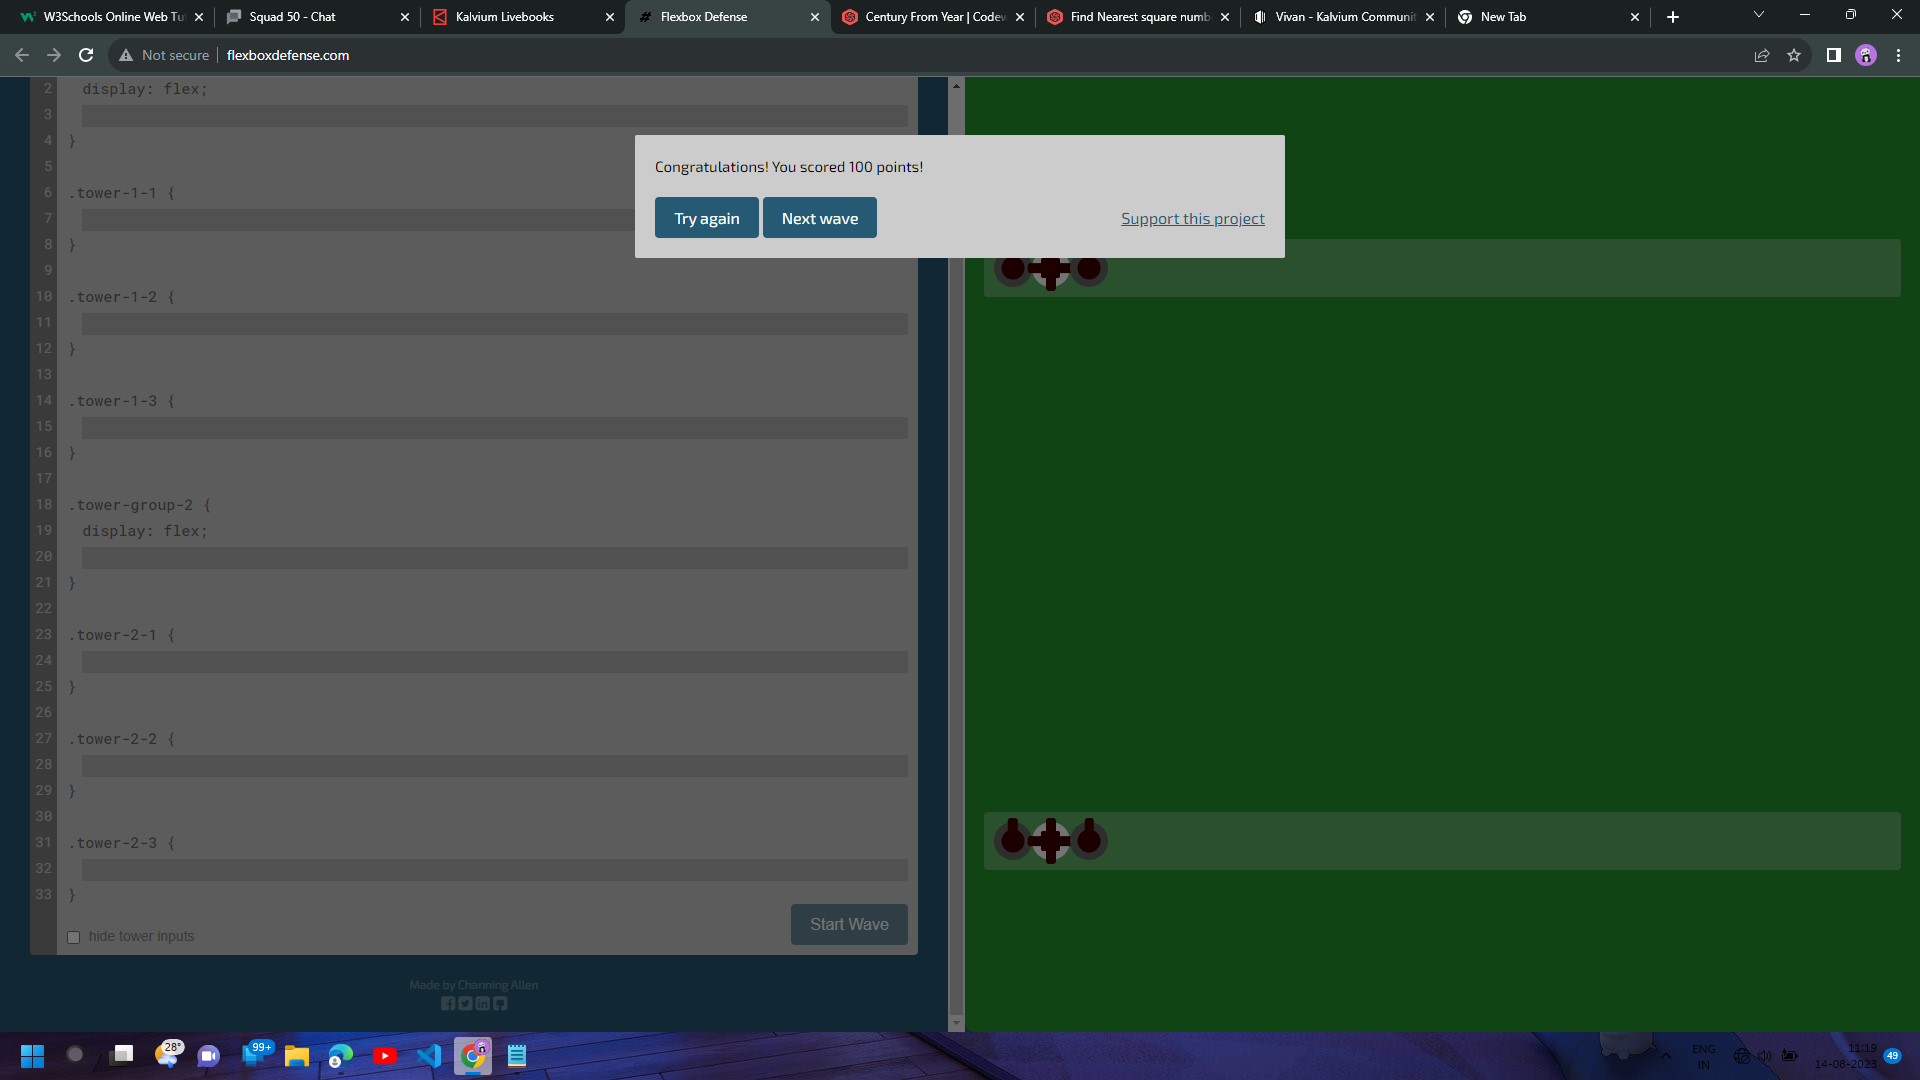 W3Schools Online Web Tu
Squad 50 - Chat
Kalvium Livebooks
Flexbox Defense
Century From Year | Codew
Find Nearest square numb
Vivan - Kalvium Communit
New Tab
Not secure
flexboxdefense.com
2 display: flex;
3
4 }
5
6 .tower-1-1 {
7
8 }
9
10 .tower-1-2 {
11
12 }
13
14 .tower-1-3 {
15
16 }
17
18 .tower-group-2 {
19 display: flex;
20
21 }
22
23 .tower-2-1 {
24
25 }
26
27 .tower-2-2 {
28
29 }
30
31 .tower-2-3 {
32
33 }
hide tower inputs
Start Wave
Made by Channing Allen
Congratulations! You scored 100 points!
Try again
Next wave
Support this project
28°
99+
ENG
IN
11:19
14-08-2023
49